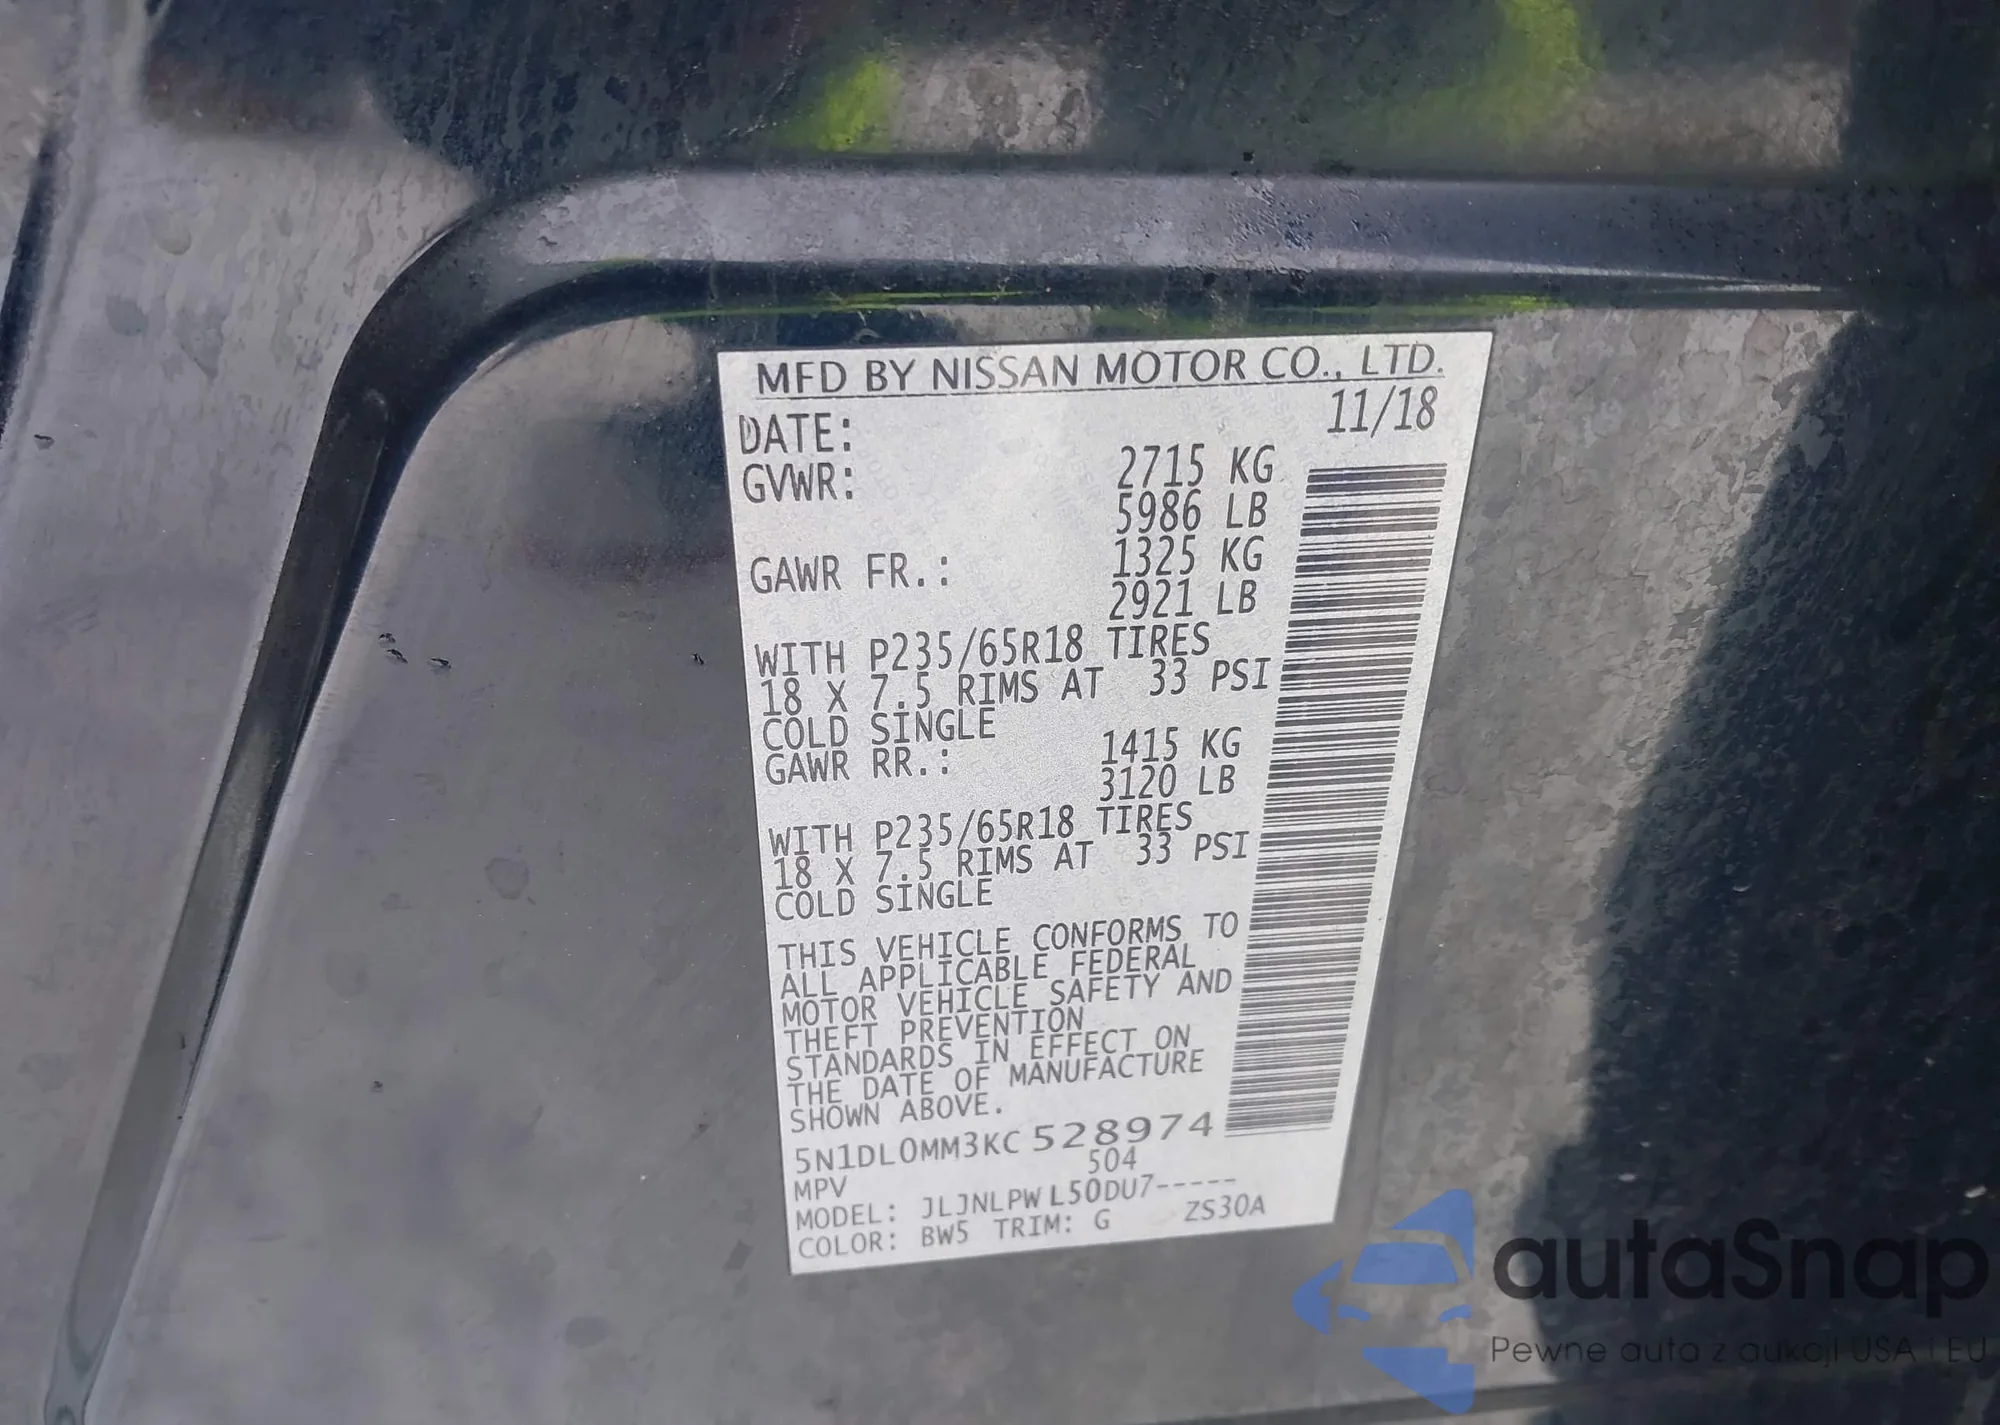 MFD BY NISSAN MOTOR CO., LTD.
DATE: 11/18
GVWR: 2715 KG
5986 LB
GAWR FR.: 1325 KG
2921 LB
WITH P235/65R18 TIRES
18 X 7.5 RIMS AT 33 PSI
COLD SINGLE
GAWR RR.: 1415 KG
3120 LB
WITH P235/65R18 TIRES
18 X 7.5 RIMS AT 33 PSI
COLD SINGLE
THIS VEHICLE CONFORMS TO
ALL APPLICABLE FEDERAL
MOTOR VEHICLE SAFETY AND
THEFT PREVENTION
STANDARDS IN EFFECT ON
THE DATE OF MANUFACTURE
SHOWN ABOVE.
5N1DL0MM3KC528974
MPV 504
MODEL: JLJNLPWL50DU7-----
COLOR: BW5 TRIM: G ZS30A
autaSnap
Pewne auta z aukcji USA i EU